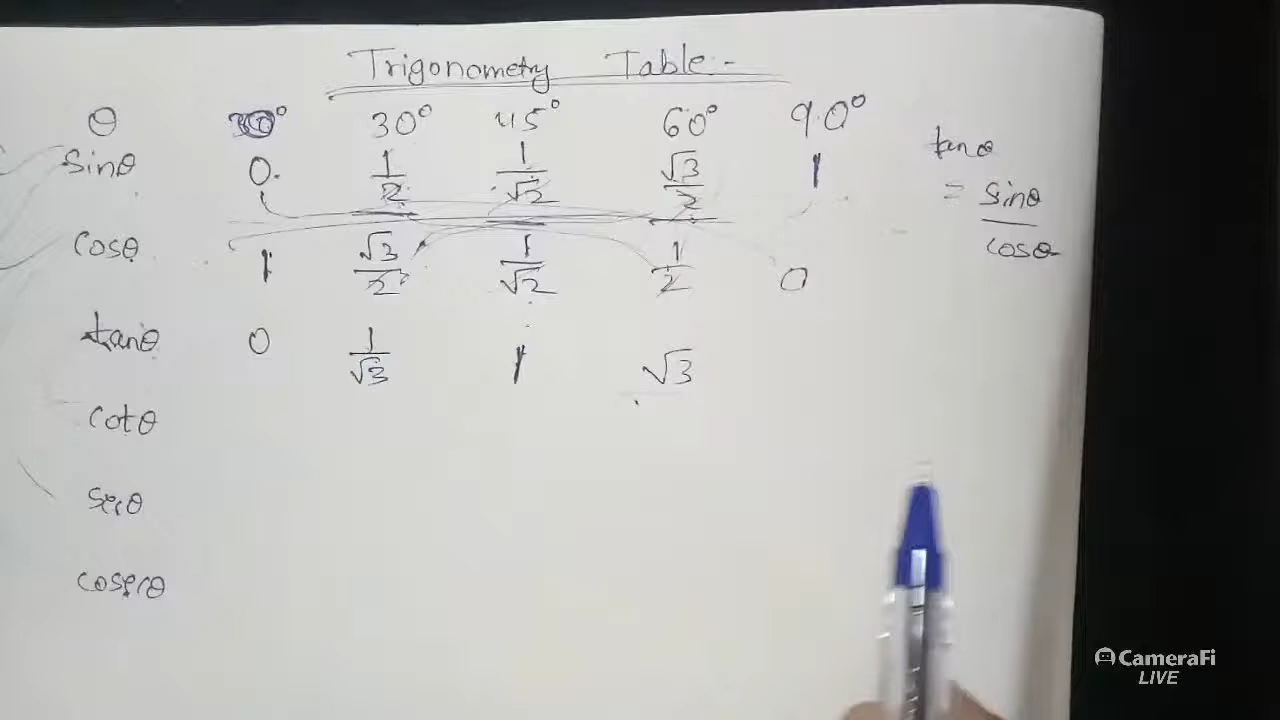 Trigonometry Table:-
θ 30° 45° 60° 90°
sinθ 0 1/2 1/√2 √3/2 1
cosθ 1 √3/2 1/√2 1/2 0
tanθ 0 1/√3 1 √3
cotθ
secθ
cosecθ
tanθ
= sinθ/cosθ
CameraFi
LIVE